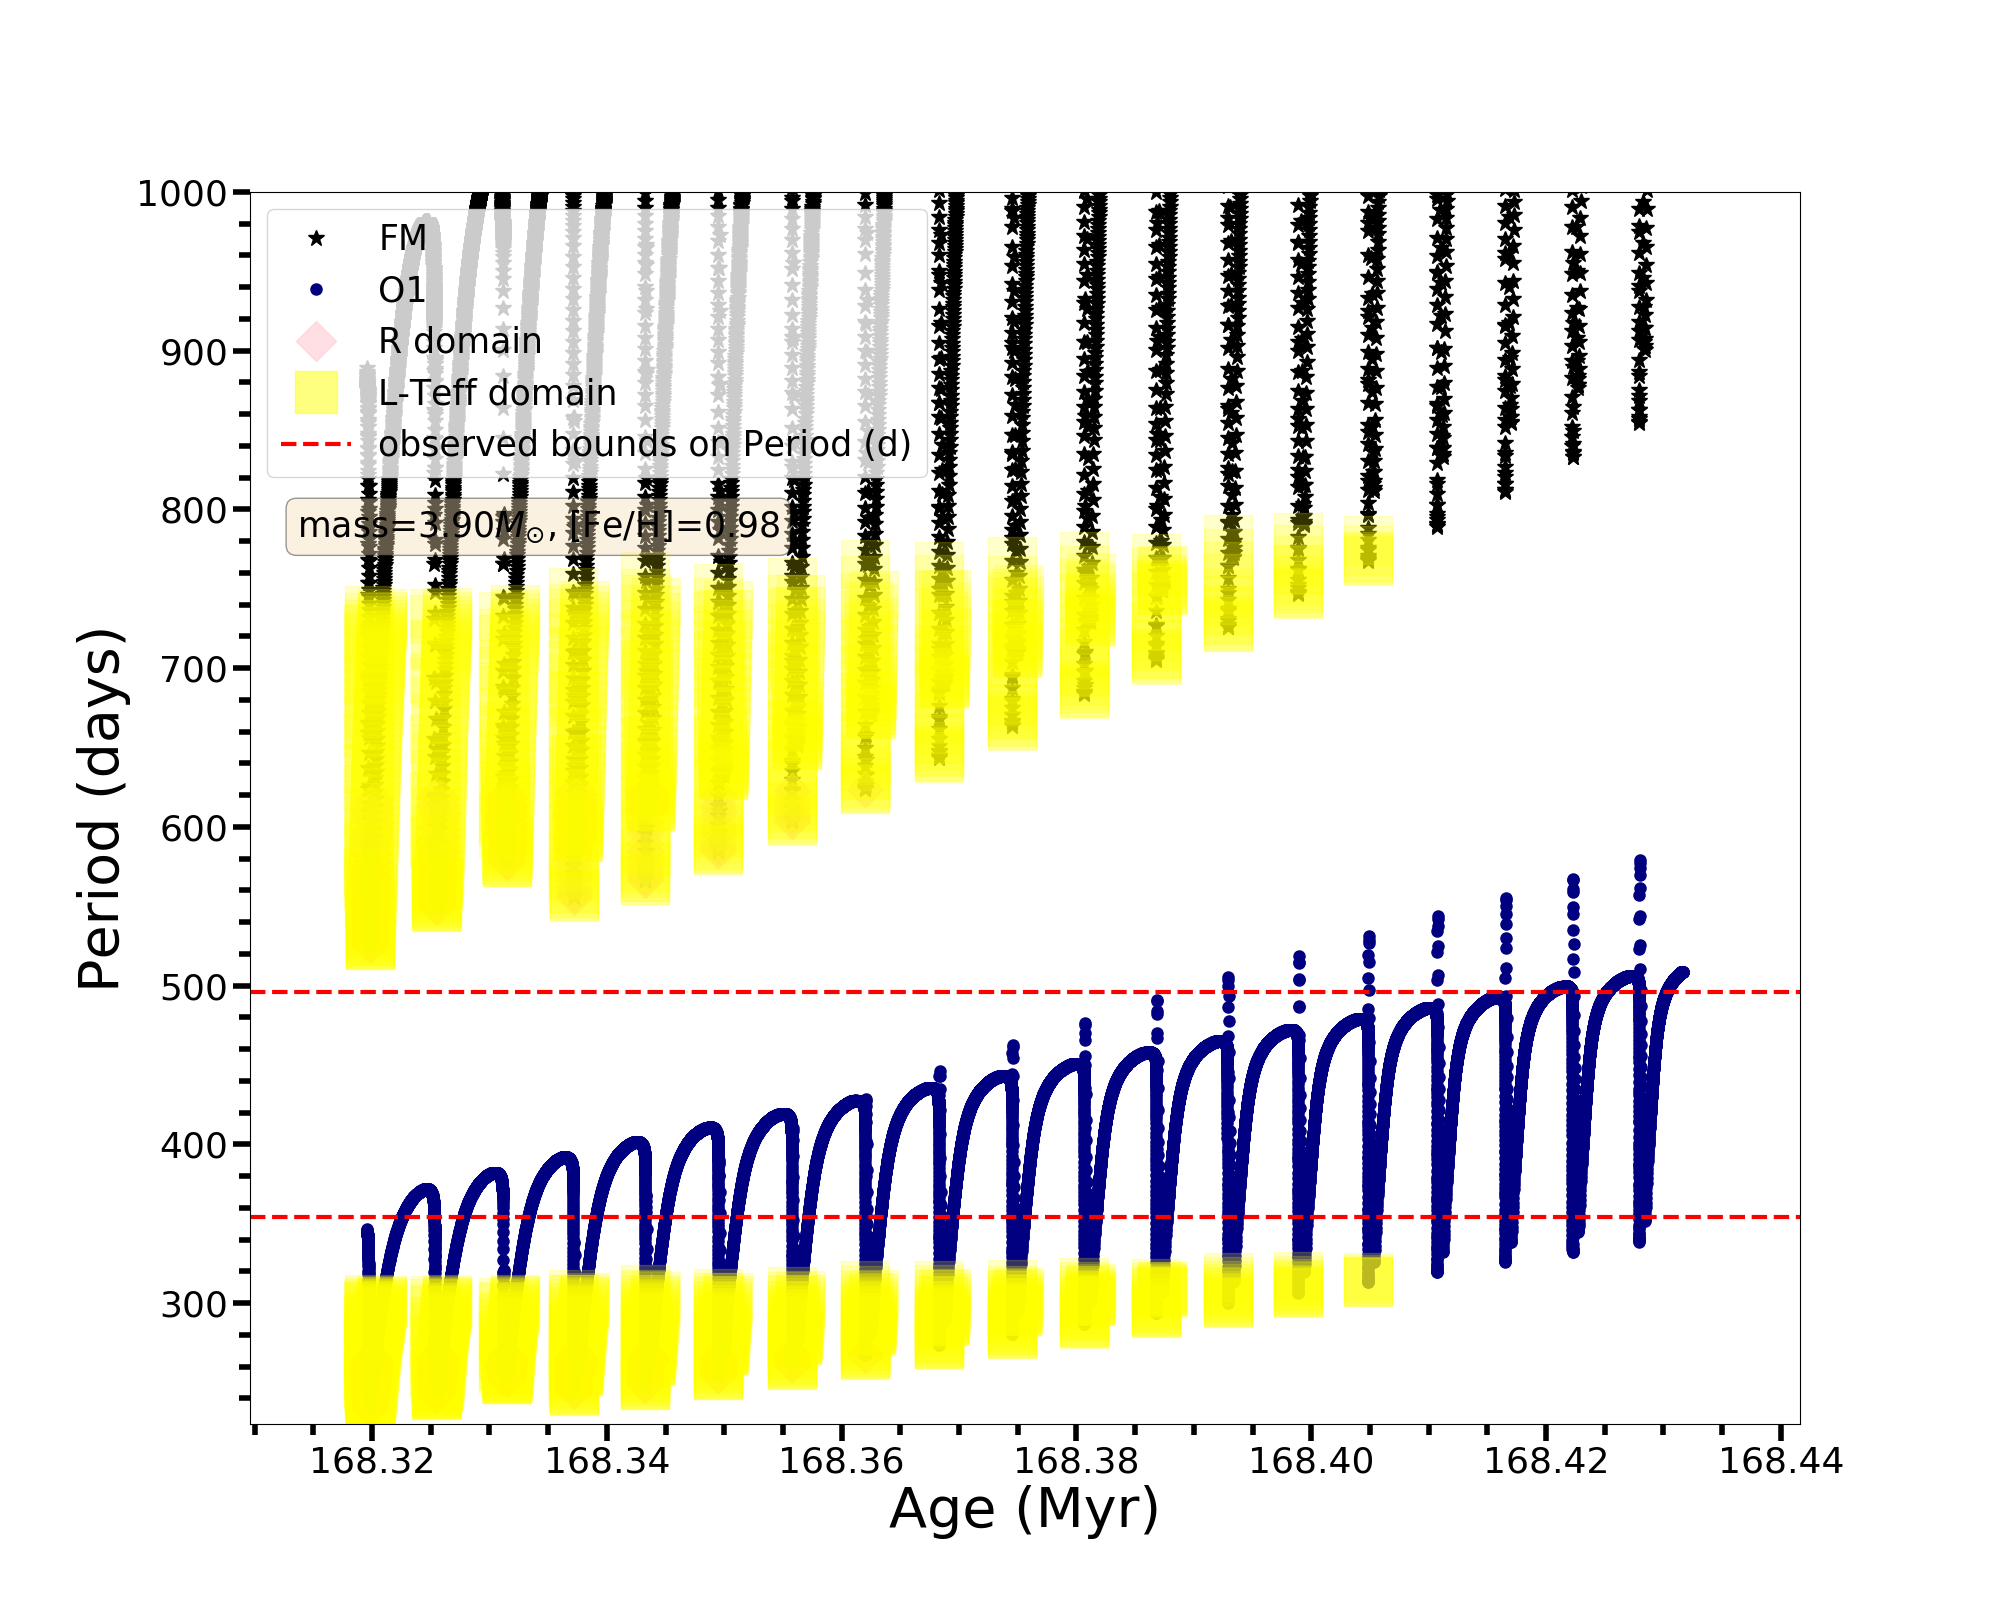 1000
900
800
700
600
500
400
300
Period (days)
FM
O1
R domain
L-Teff domain
observed bounds on Period (d)
mass=3.90M☉, [Fe/H]=0.98
168.32 168.34 168.36 168.38 168.40 168.42 168.44
Age (Myr)